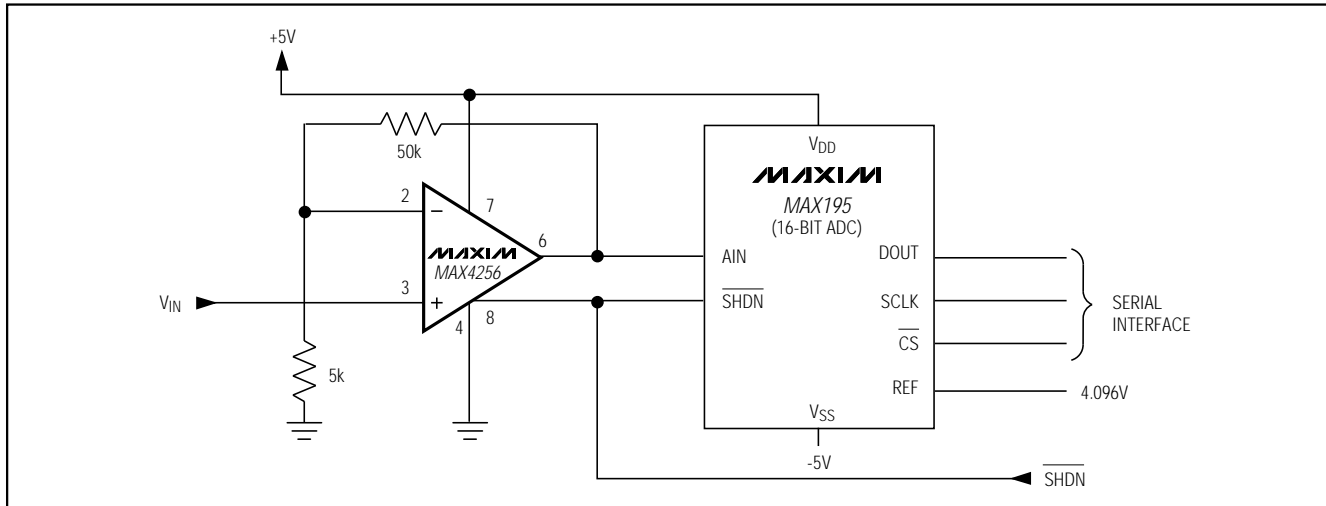 +5V
50k
2
−
7
MAXIM
MAX4256
6
3
+
4
8
VIN
5k
VDD
MAXIM
MAX195
(16-BIT ADC)
AIN
SHDN
DOUT
SCLK
CS
REF
VSS
-5V
SERIAL
INTERFACE
4.096V
SHDN